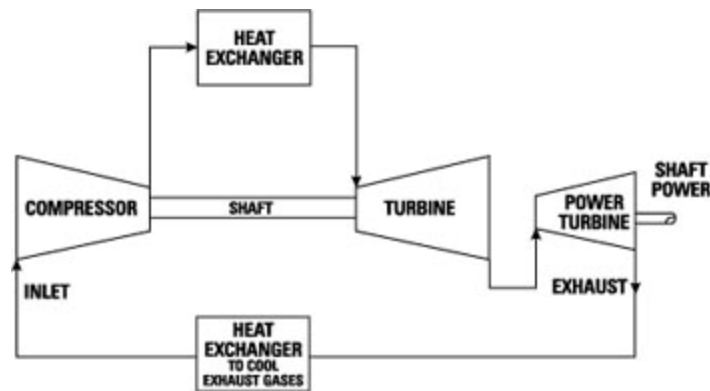 HEAT
EXCHANGER
COMPRESSOR
SHAFT
TURBINE
POWER
TURBINE
SHAFT
POWER
INLET
EXHAUST
HEAT
EXCHANGER
TO COOL
EXHAUST GASES